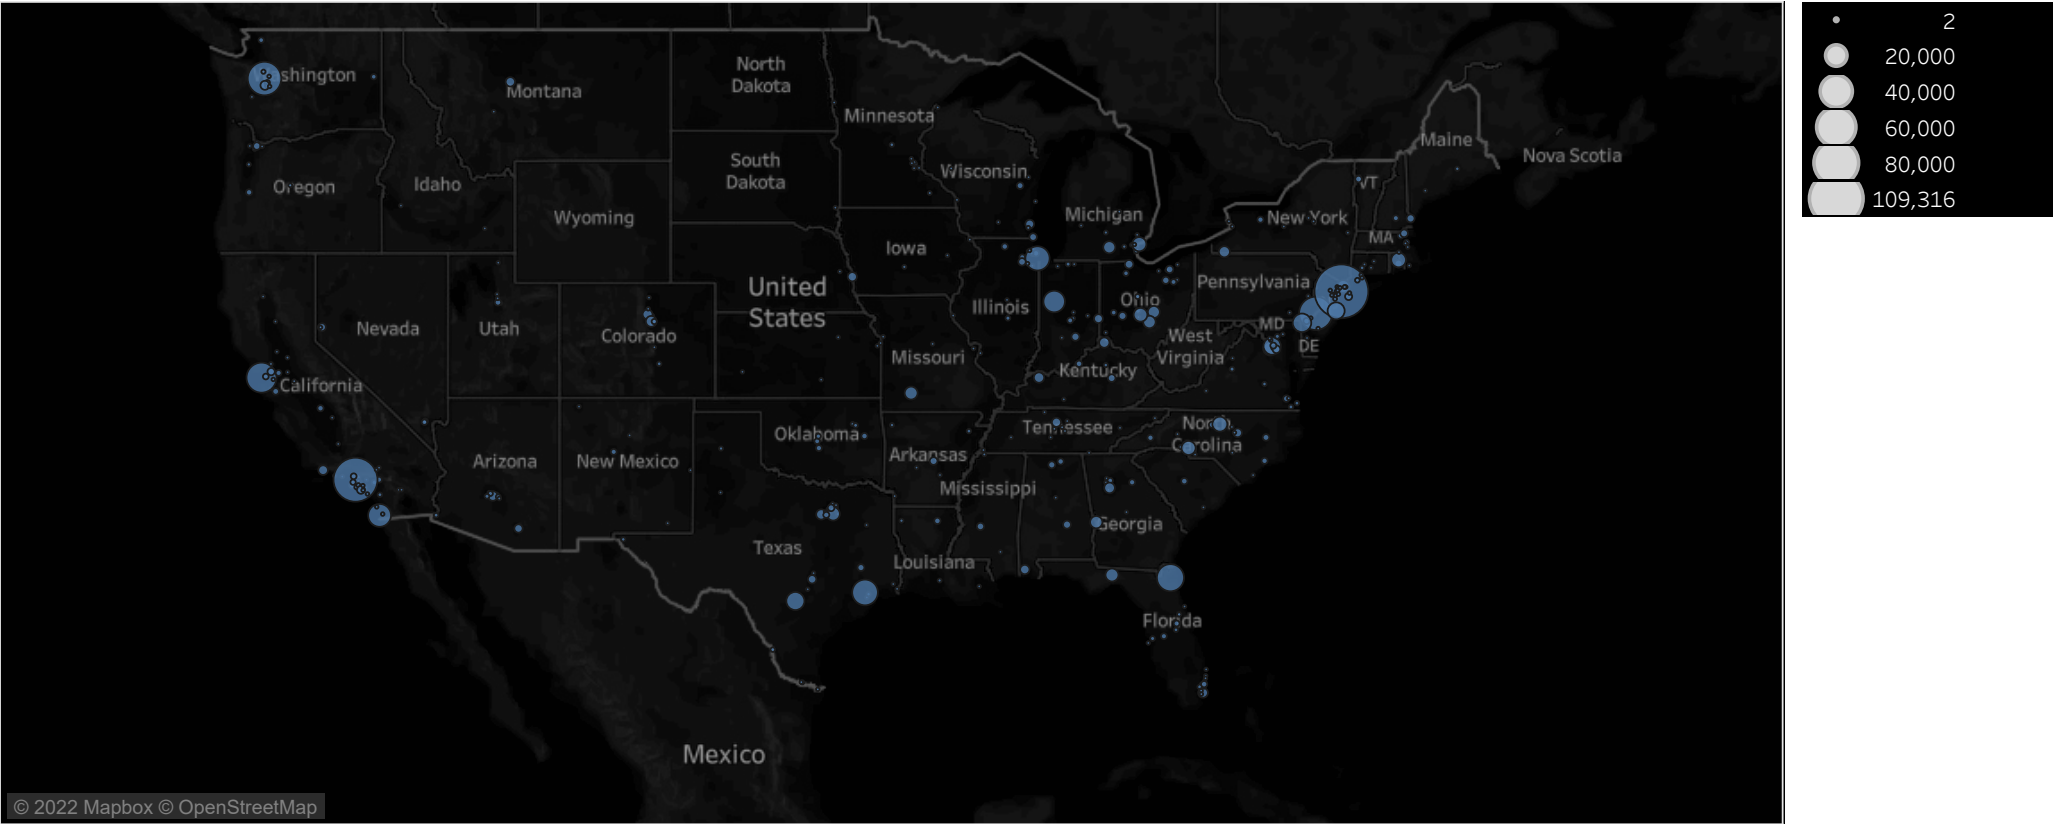 shington
Montana
North
Dakota
Minnesota
Maine
Nova Scotia
South
Dakota
Wisconsin
Oregon
Idaho
VT
Wyoming
Michigan
New York
MA
Iowa
United
States
Pennsylvania
Ohio
Illinois
Nevada
Utah
Colorado
MD
West
Virginia
DE
Missouri
Kentucky
California
Oklahoma
Tennessee
North
Carolina
Arizona
New Mexico
Arkansas
Mississippi
Georgia
Texas
Louisiana
Florida
Mexico
© 2022 Mapbox © OpenStreetMap
2
20,000
40,000
60,000
80,000
109,316